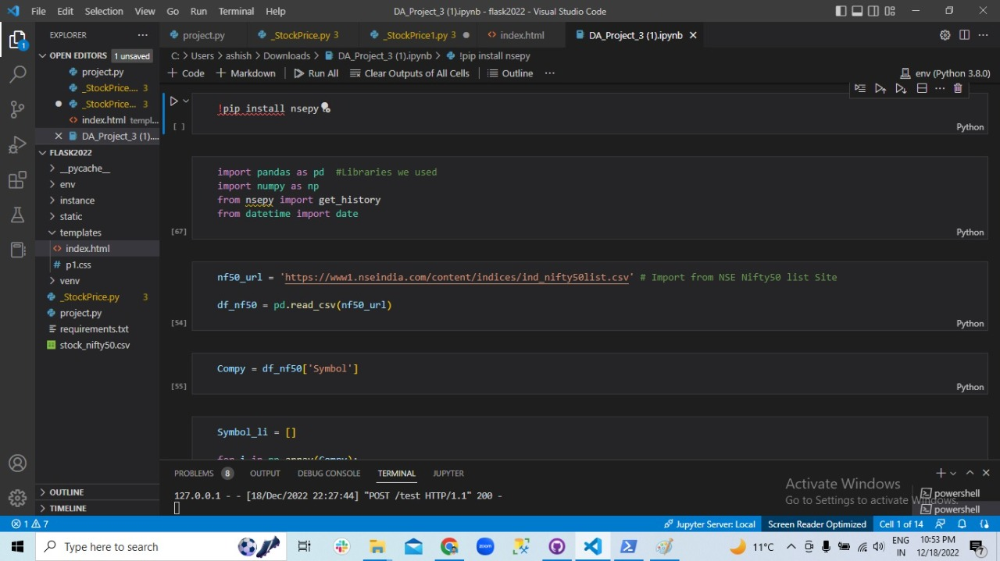 File Edit Selection View Go Run Terminal Help
DA_Project_3 (1).ipynb - flask2022 - Visual Studio Code
EXPLORER
project.py
_StockPrice.py 3
_StockPrice1.py 3
index.html
DA_Project_3 (1).ipynb
OPEN EDITORS 1 unsaved
project.py
_StockPrice.... 3
_StockPrice... 3
index.html templ...
DA_Project_3 (1)....
FLASK2022
__pycache__
env
instance
static
templates
index.html
p1.css
venv
_StockPrice.py 3
project.py
requirements.txt
stock_nifty50.csv
OUTLINE
TIMELINE
C: > Users > ashish > Downloads > DA_Project_3 (1).ipynb > !pip install nsepy
Code Markdown Run All Clear Outputs of All Cells Outline
env (Python 3.8.0)
!pip install nsepy
[ ]
Python
import pandas as pd #Libraries we used
import numpy as np
from nsepy import get_history
from datetime import date
[67]
Python
nf50_url = 'https://www1.nseindia.com/content/indices/ind_nifty50list.csv' # Import from NSE Nifty50 list Site
df_nf50 = pd.read_csv(nf50_url)
[54]
Python
Compy = df_nf50['Symbol']
[55]
Python
Symbol_li = []
for i in np.array(Compy):
PROBLEMS 8 OUTPUT DEBUG CONSOLE TERMINAL JUPYTER
127.0.0.1 - - [18/Dec/2022 22:27:44] "POST /test HTTP/1.1" 200 -
powershell
powershell
Activate Windows
Go to Settings to activate Windows.
1 7
Jupyter Server: Local
Screen Reader Optimized
Cell 1 of 14
1
Type here to search
zoom
11°C
ENG
IN
10:53 PM
12/18/2022
7